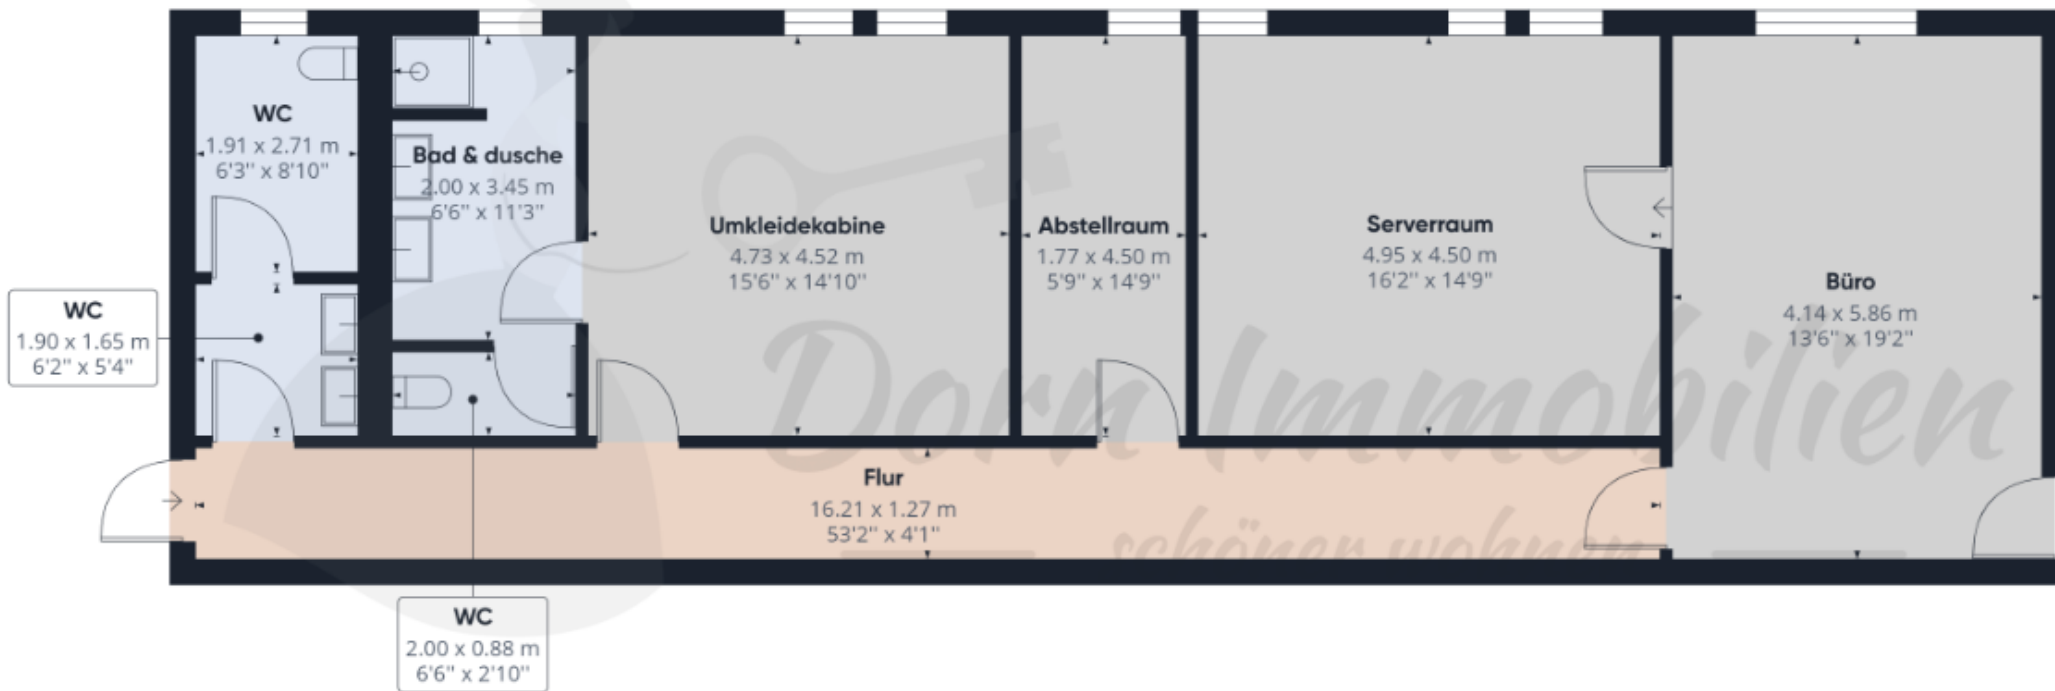 WC
1.91 x 2.71 m
6'3" x 8'10"
Bad & dusche
2.00 x 3.45 m
6'6" x 11'3"
Umkleidekabine
4.73 x 4.52 m
15'6" x 14'10"
Abstellraum
1.77 x 4.50 m
5'9" x 14'9"
Serverraum
4.95 x 4.50 m
16'2" x 14'9"
Büro
4.14 x 5.86 m
13'6" x 19'2"
WC
1.90 x 1.65 m
6'2" x 5'4"
Dorn Immobilien
schöner wohnen
Flur
16.21 x 1.27 m
53'2" x 4'1"
WC
2.00 x 0.88 m
6'6" x 2'10"